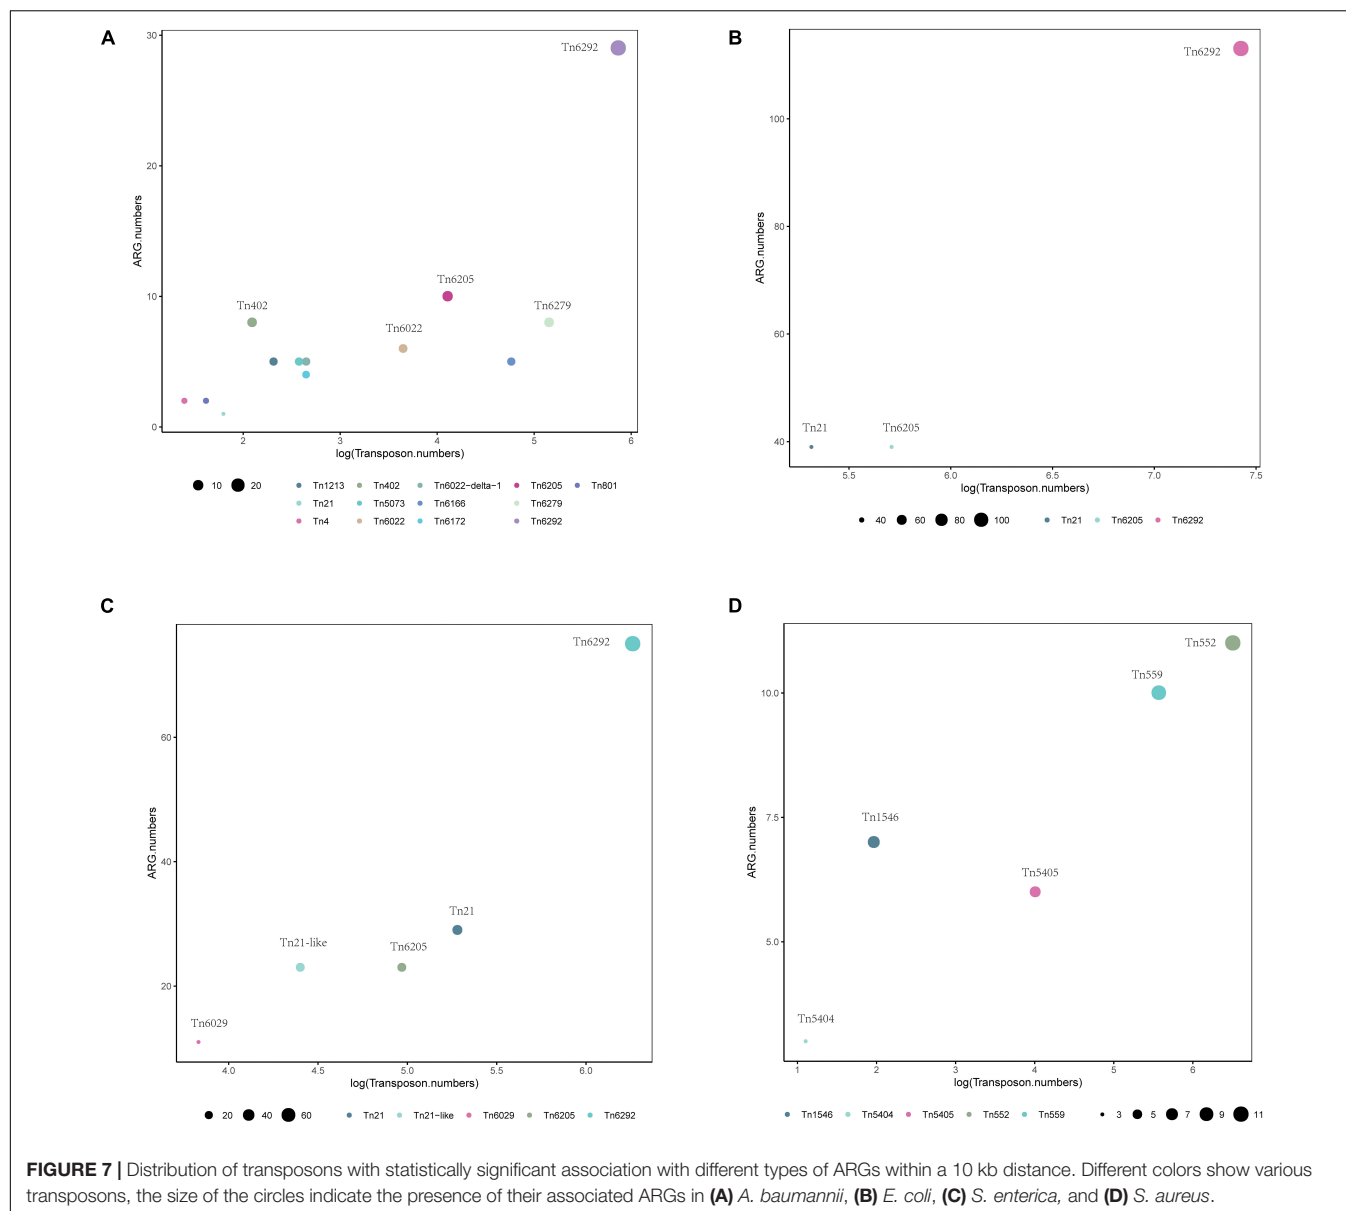 A
30
20
10
0
ARG.numbers
Tn6292
Tn6205
Tn402
Tn6279
Tn6022
2 3 4 5 6
log(Transposon.numbers)
10 20
Tn1213 Tn402 Tn6022−delta−1 Tn6205 Tn801
Tn21 Tn5073 Tn6166 Tn6279
Tn4 Tn6022 Tn6172 Tn6292
B
100
80
60
40
ARG.numbers
Tn6292
Tn21 Tn6205
5.5 6.0 6.5 7.0 7.5
log(Transposon.numbers)
40 60 80 100 Tn21 Tn6205 Tn6292
C
60
40
20
ARG.numbers
Tn6292
Tn21
Tn21-like Tn6205
Tn6029
4.0 4.5 5.0 5.5 6.0
log(Transposon.numbers)
20 40 60 Tn21 Tn21−like Tn6029 Tn6205 Tn6292
D
10.0
7.5
5.0
ARG.numbers
Tn552
Tn559
Tn1546
Tn5405
Tn5404
1 2 3 4 5 6
log(Transposon.numbers)
Tn1546 Tn5404 Tn5405 Tn552 Tn559 3 5 7 9 11
FIGURE 7 | Distribution of transposons with statistically significant association with different types of ARGs within a 10 kb distance. Different colors show various
transposons, the size of the circles indicate the presence of their associated ARGs in (A) A. baumannii, (B) E. coli, (C) S. enterica, and (D) S. aureus.